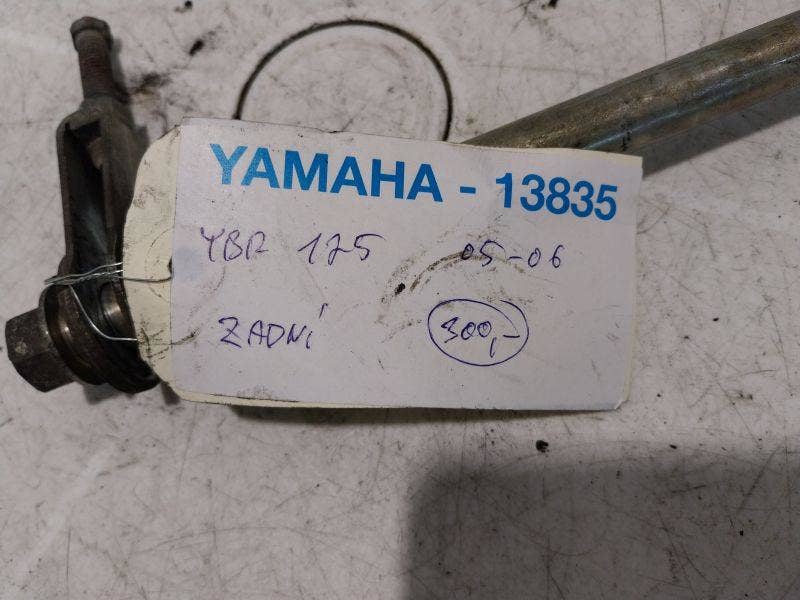 YAMAHA - 13835
YBR 125 05-06
ZADNÍ 300,-